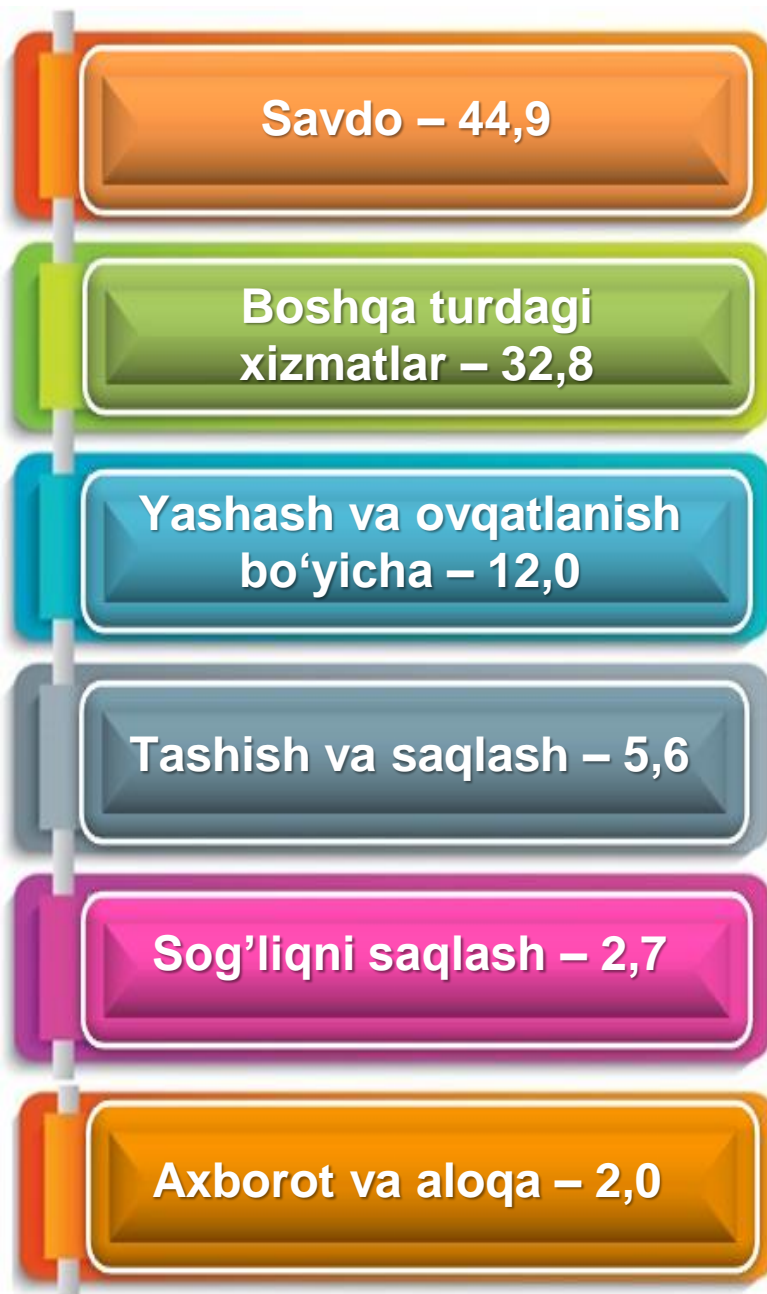 Savdo – 44,9
Boshqa turdagi
xizmatlar – 32,8
Yashash va ovqatlanish
bo‘yicha – 12,0
Tashish va saqlash – 5,6
Sog’liqni saqlash – 2,7
Axborot va aloqa – 2,0